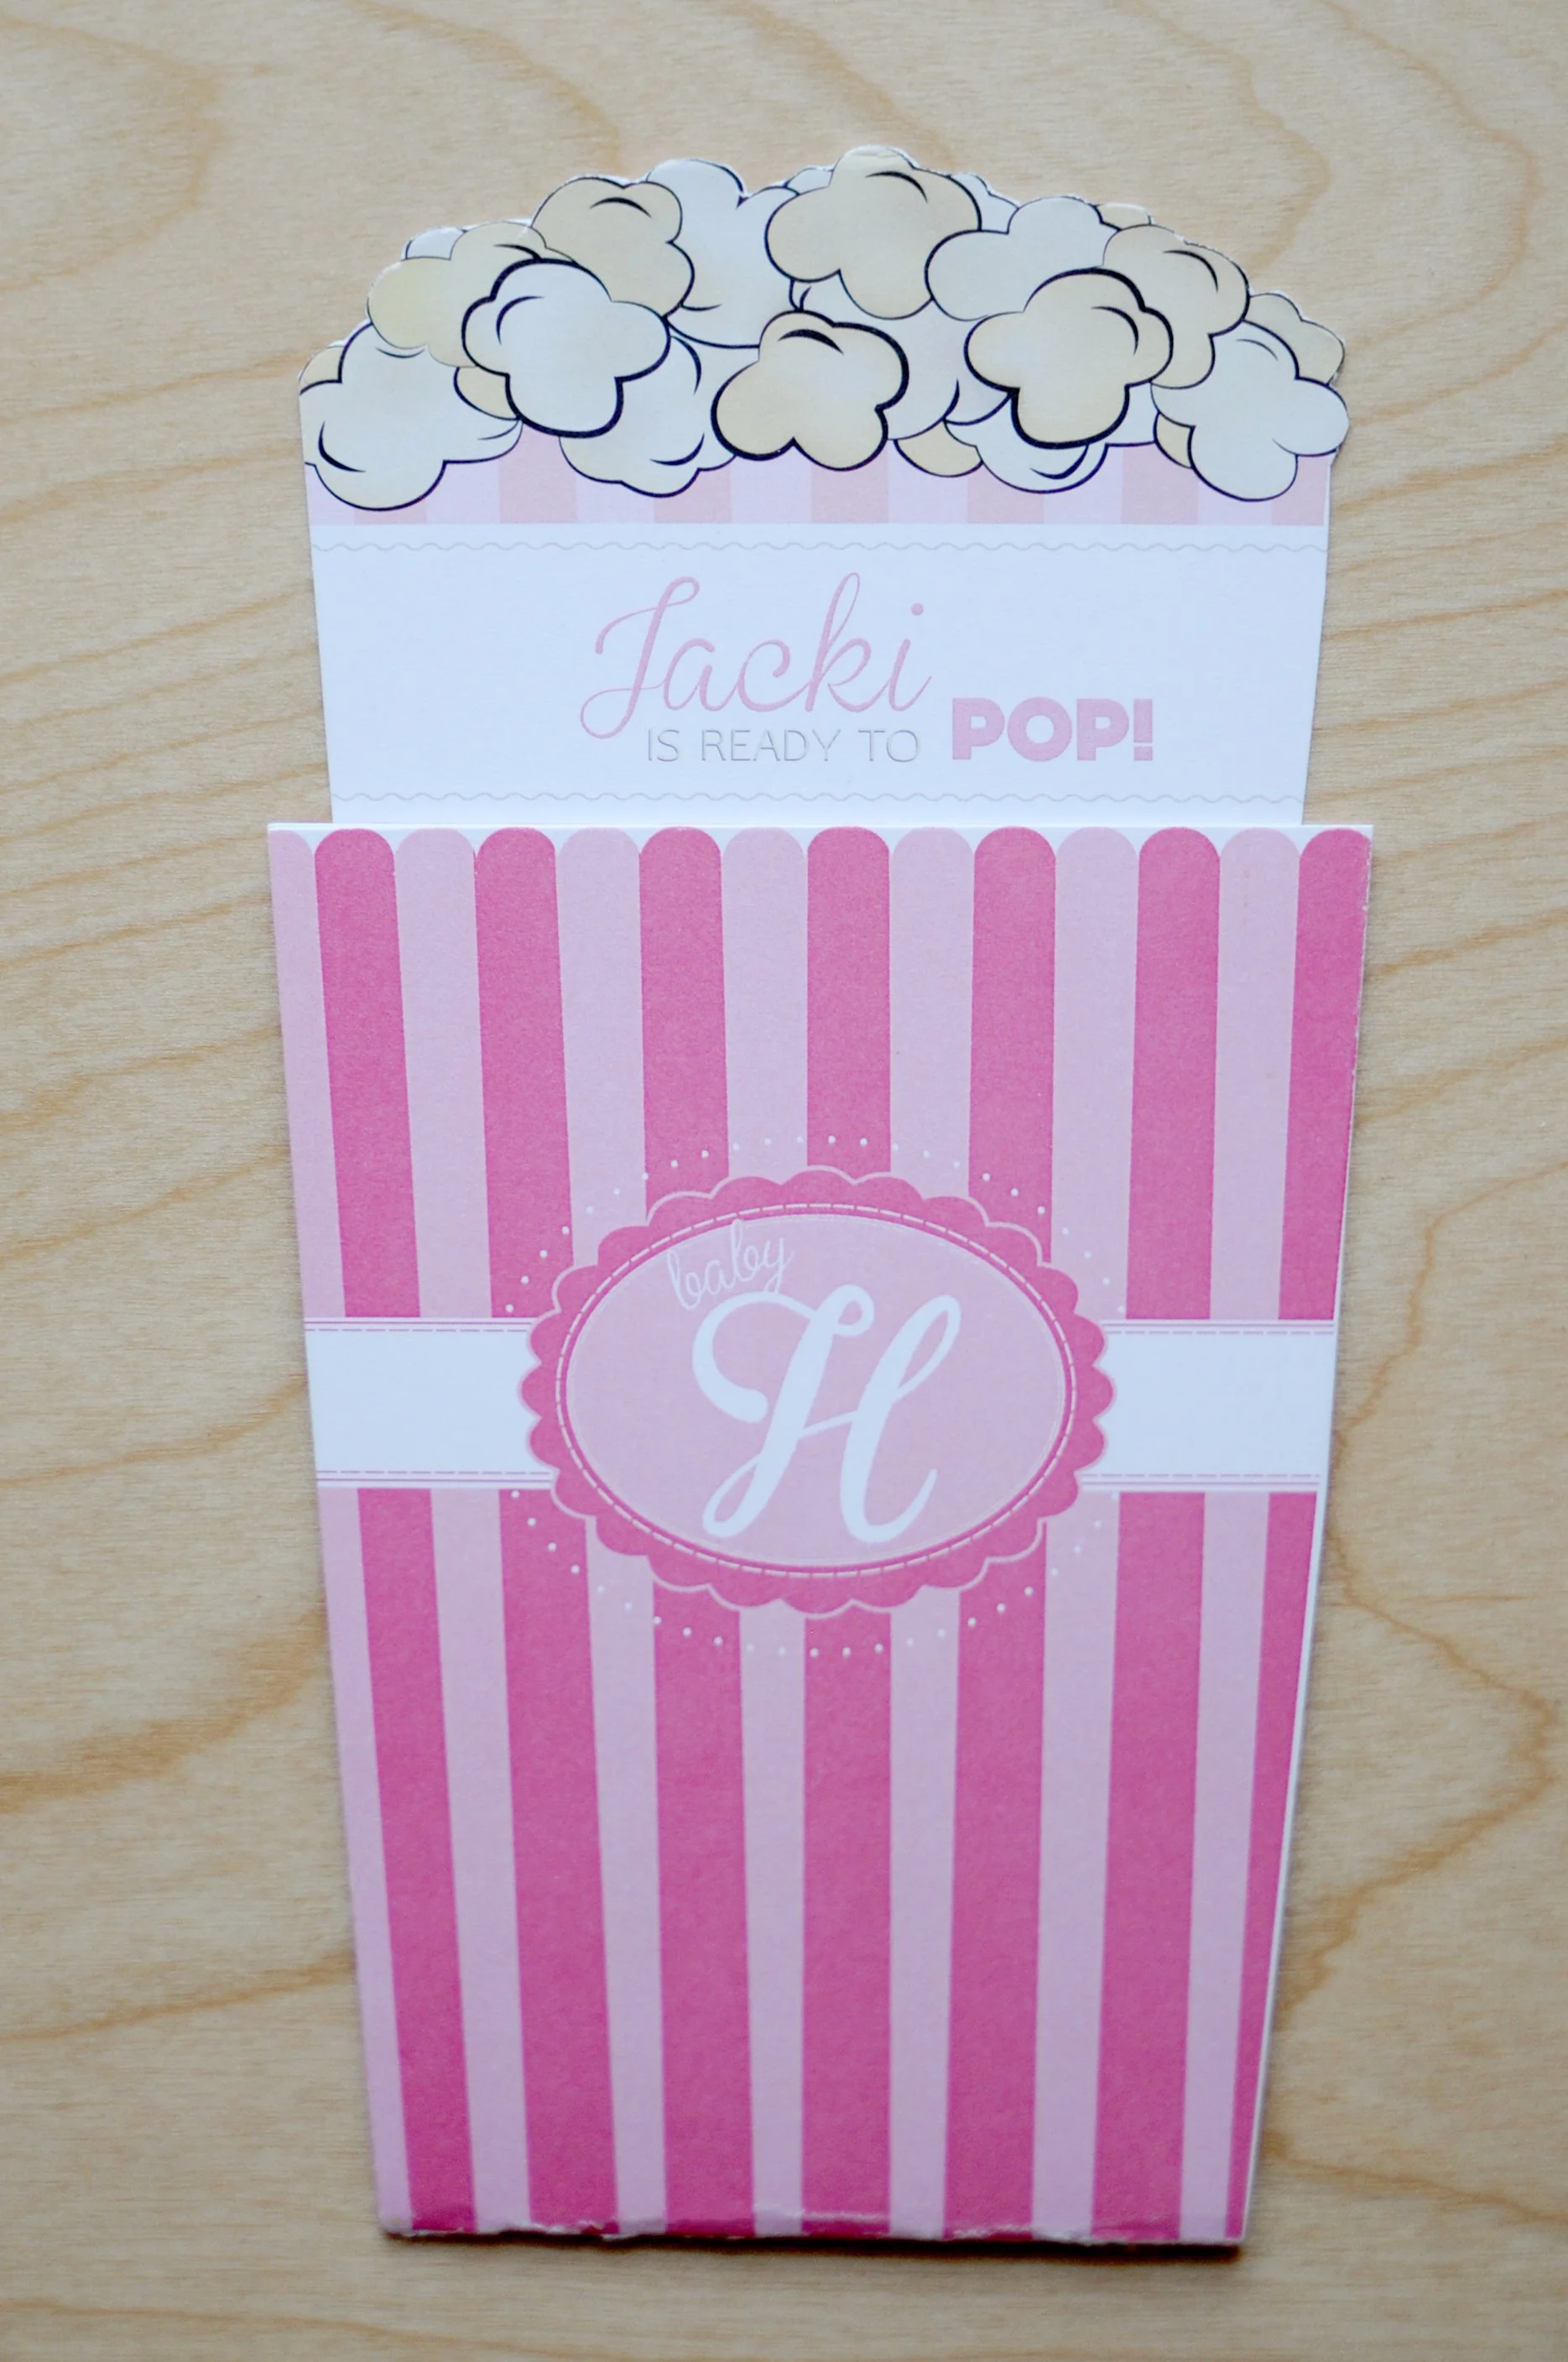 Jacki
IS READY TO POP!
baby
H